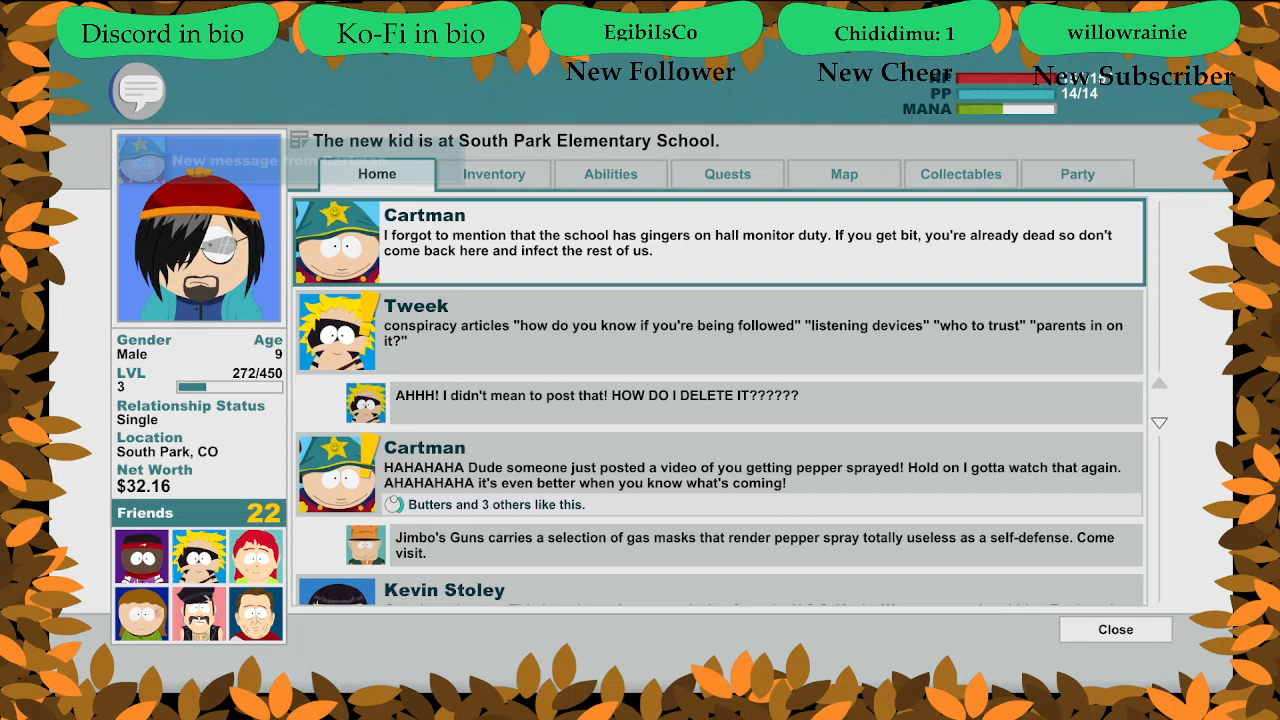 Discord in bio
Ko-Fi in bio
EgibiIsCo
Chididimu: 1
willowrainie
New Follower
New Cheer
New Subscriber
PP
14/14
MANA
The new kid is at South Park Elementary School.
New message from Cartman.
Home
Inventory
Abilities
Quests
Map
Collectables
Party
Cartman
I forgot to mention that the school has gingers on hall monitor duty. If you get bit, you're already dead so don't
come back here and infect the rest of us.
Tweek
conspiracy articles "how do you know if you're being followed" "listening devices" "who to trust" "parents in on
it?"
AHHH! I didn't mean to post that! HOW DO I DELETE IT??????
Cartman
HAHAHAHA Dude someone just posted a video of you getting pepper sprayed! Hold on I gotta watch that again.
AHAHAHAHA it's even better when you know what's coming!
Butters and 3 others like this.
Jimbo's Guns carries a selection of gas masks that render pepper spray totally useless as a self-defense. Come
visit.
Kevin Stoley
Gender
Age
Male
9
LVL
272/450
3
Relationship Status
Single
Location
South Park, CO
Net Worth
$32.16
Friends
22
Close